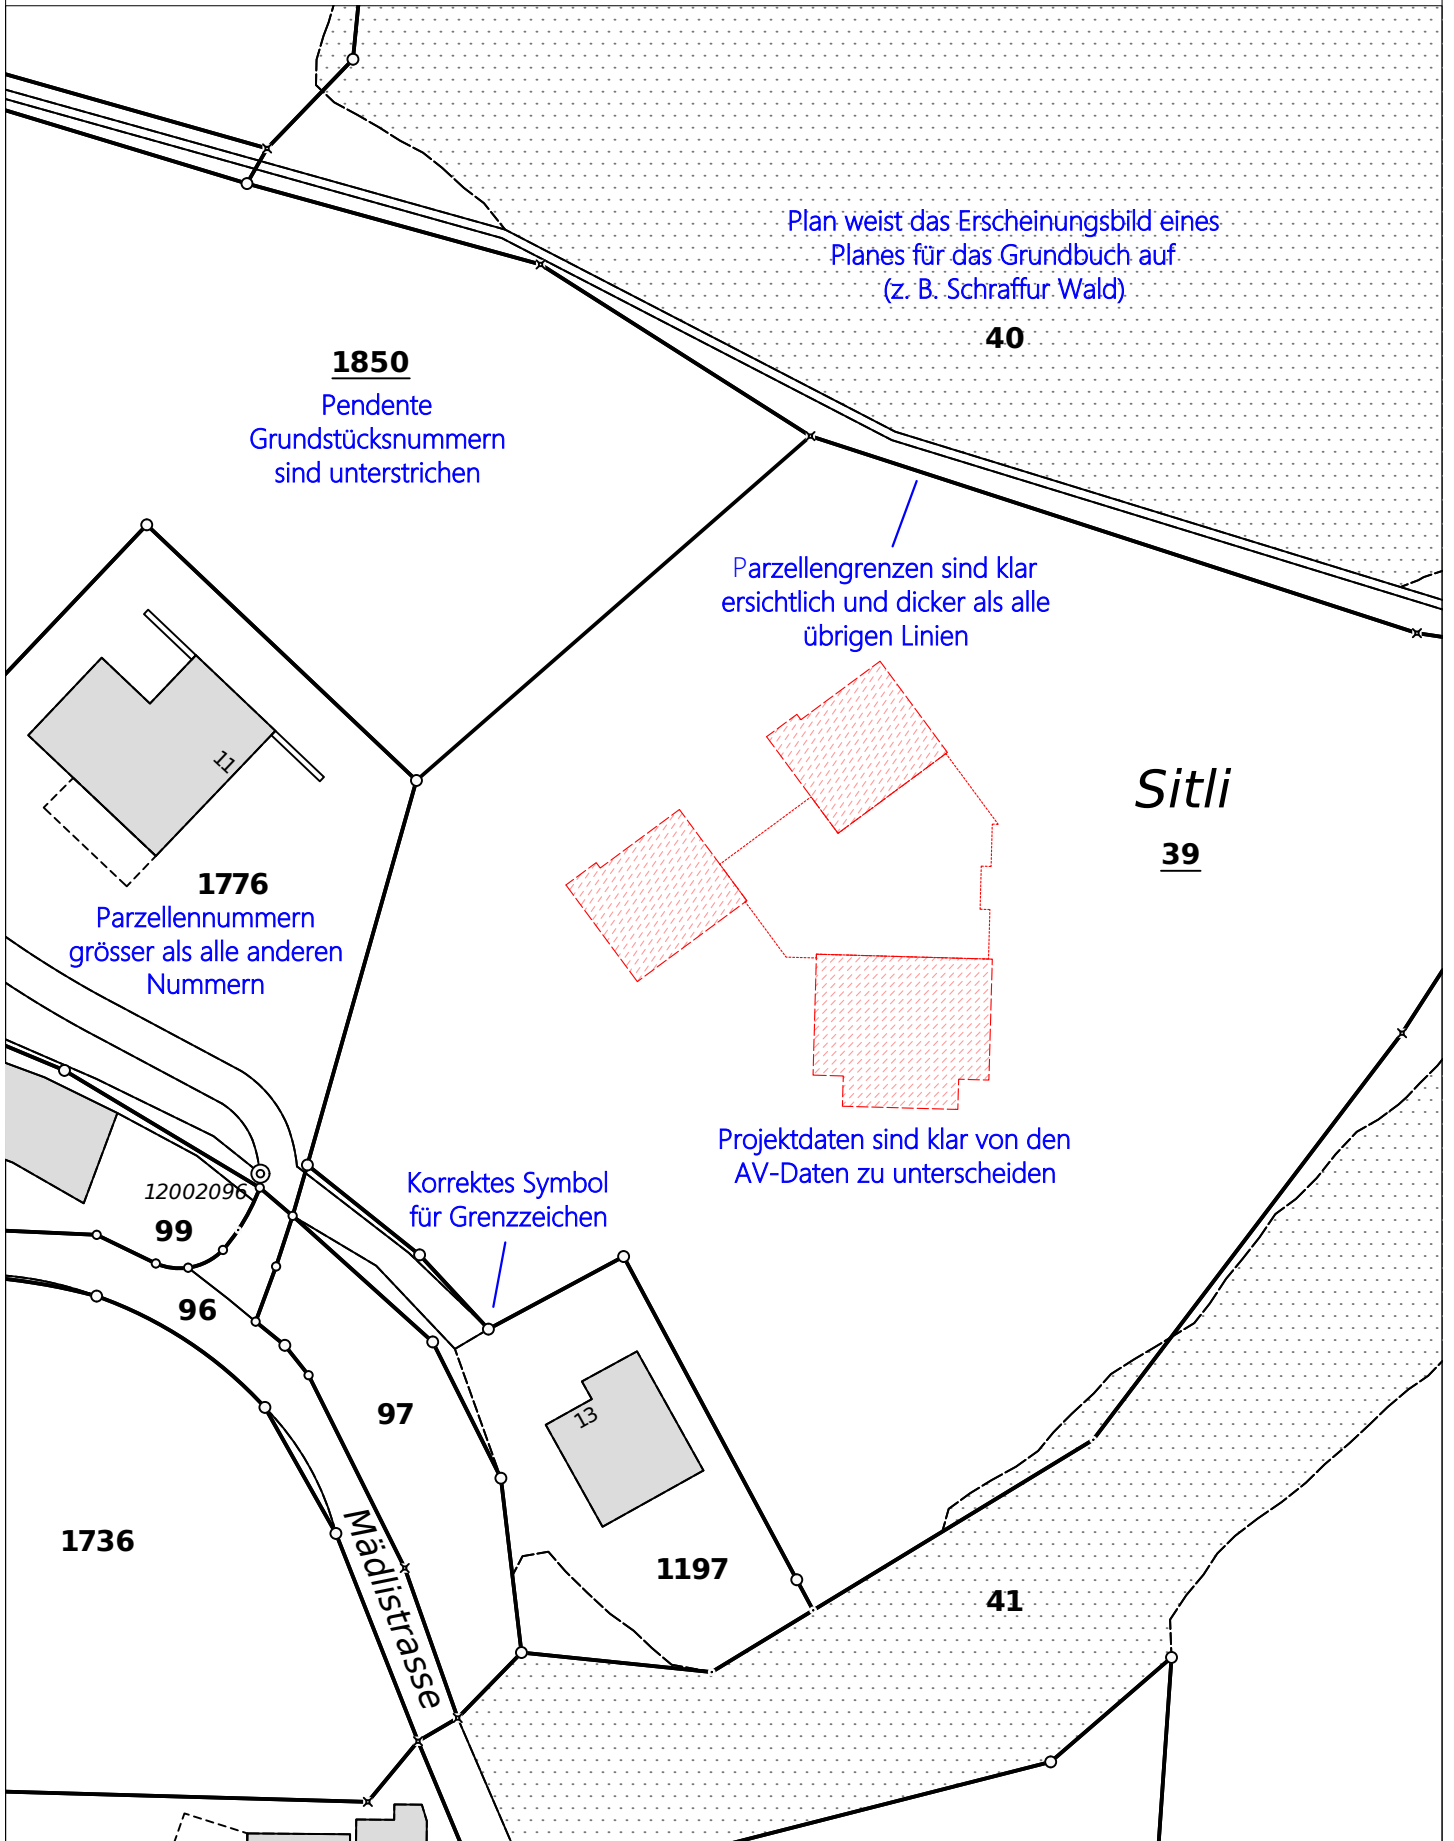 Plan weist das Erscheinungsbild eines
Planes für das Grundbuch auf
(z. B. Schraffur Wald)
40
1850
Pendente
Grundstücksnummern
sind unterstrichen
Parzellengrenzen sind klar
ersichtlich und dicker als alle
übrigen Linien
11
Sitli
39
1776
Parzellennummern
grösser als alle anderen
Nummern
Projektdaten sind klar von den
AV-Daten zu unterscheiden
Korrektes Symbol
für Grenzzeichen
12002096
99
96
97
13
1736
Mädlistrasse
1197
41